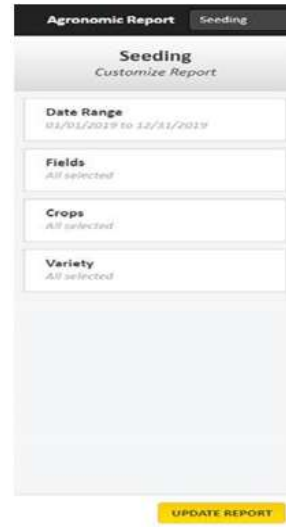 Agronomic Report Seeding
Seeding
Customize Report
Date Range
01/01/2019 to 12/31/2019
Fields
All selected
Crops
All selected
Variety
All selected
UPDATE REPORT